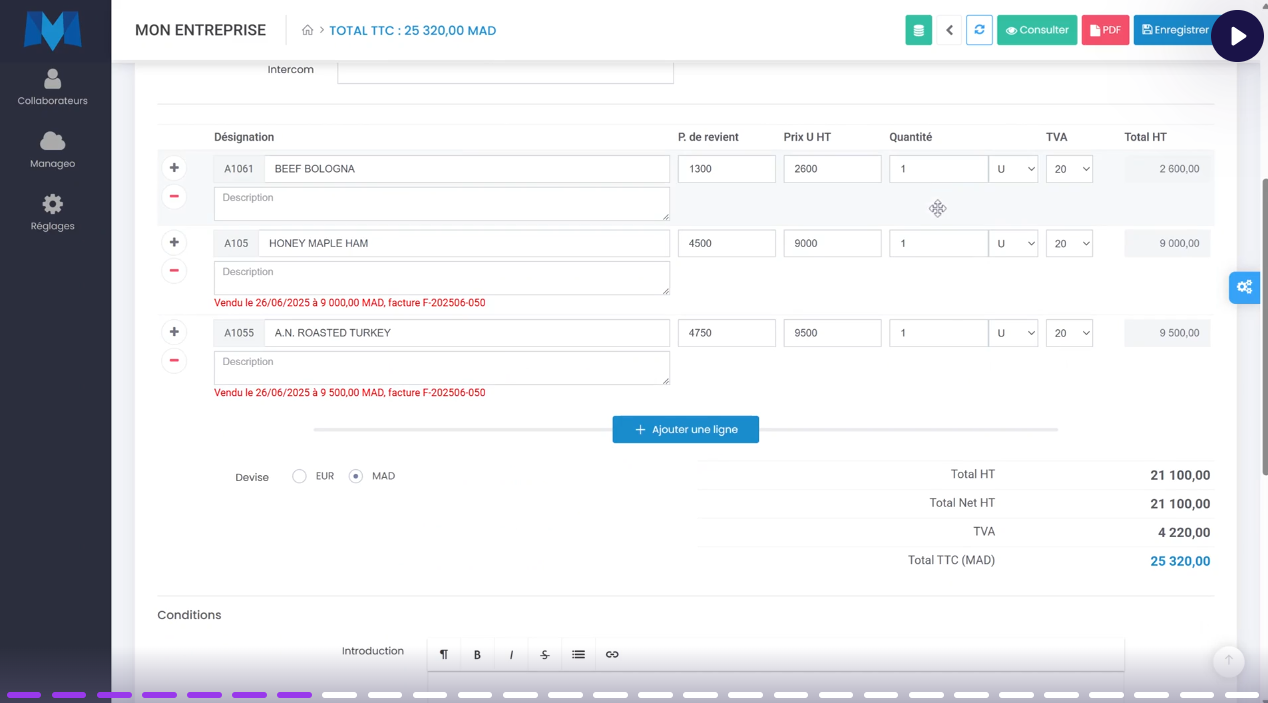 MON ENTREPRISE
TOTAL TTC : 25 320,00 MAD
Consulter
PDF
Enregistrer
Collaborateurs
Manageo
Réglages
Intercom
Désignation P. de revient Prix U HT Quantité TVA Total HT
A1061 BEEF BOLOGNA 1300 2600 1 U 20 2 600,00
Description
A105 HONEY MAPLE HAM 4500 9000 1 U 20 9 000,00
Description
Vendu le 26/06/2025 à 9 000,00 MAD, facture F-202506-050
A1055 A.N. ROASTED TURKEY 4750 9500 1 U 20 9 500,00
Description
Vendu le 26/06/2025 à 9 500,00 MAD, facture F-202506-050
+ Ajouter une ligne
Devise EUR MAD
Total HT 21 100,00
Total Net HT 21 100,00
TVA 4 220,00
Total TTC (MAD) 25 320,00
Conditions
Introduction ¶ B I S